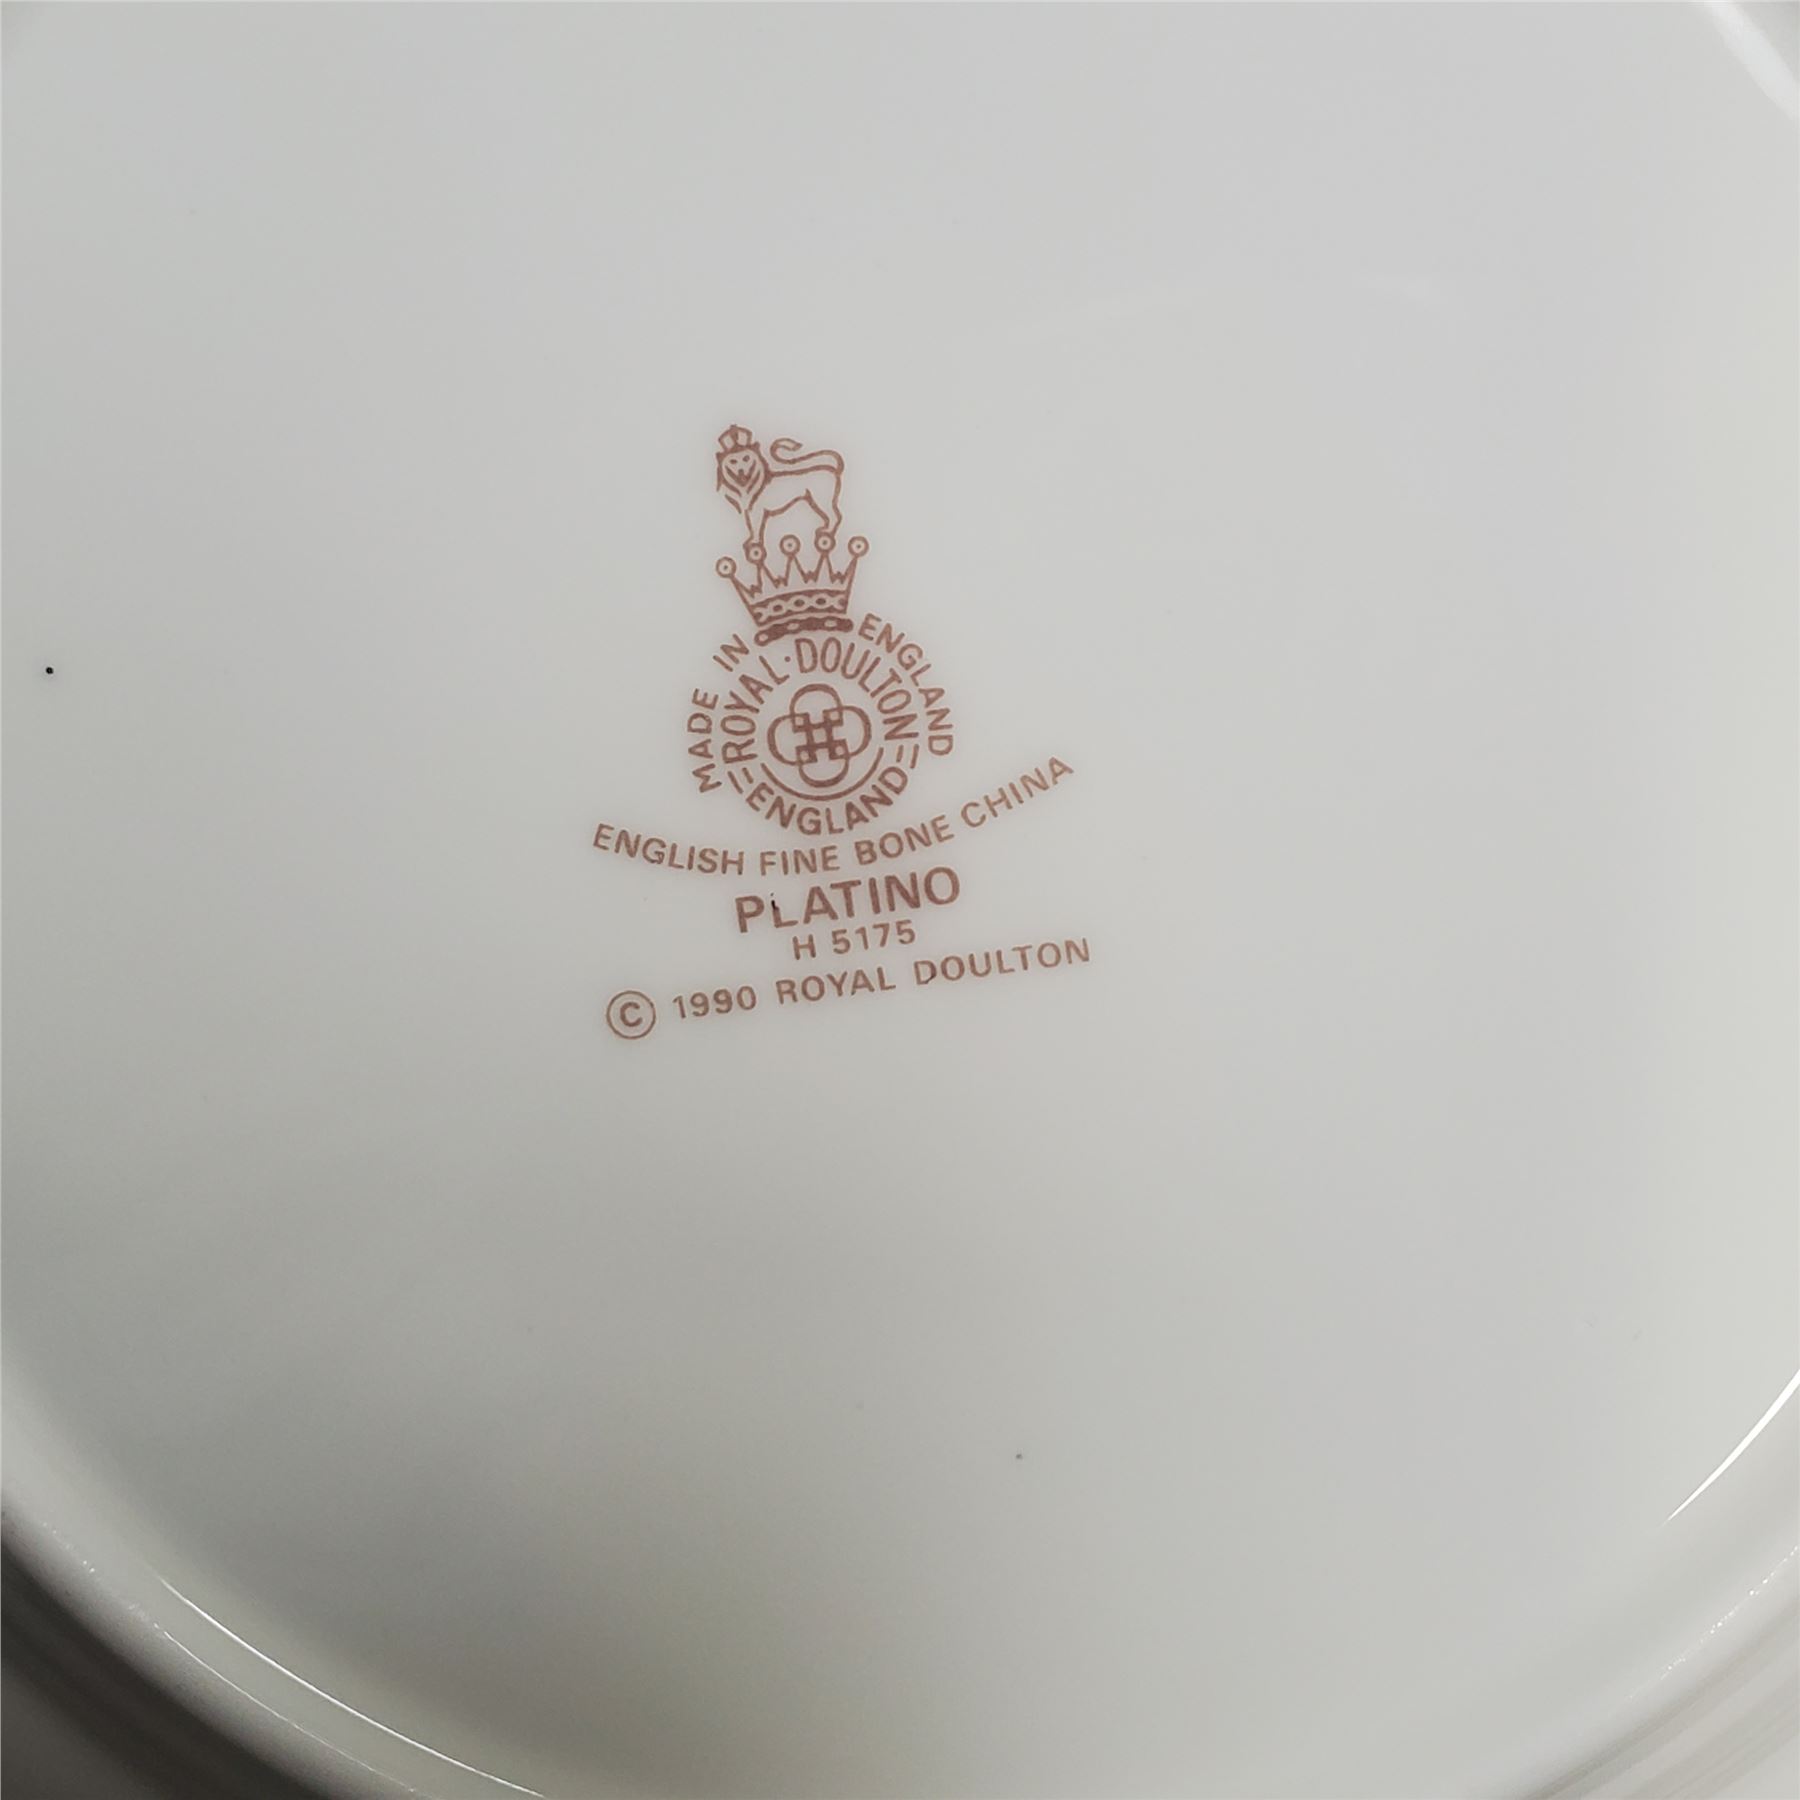 MADE IN ENGLAND
ROYAL·DOULTON
ENGLAND
ENGLISH FINE BONE CHINA
PLATINO
H 5175
© 1990 ROYAL DOULTON